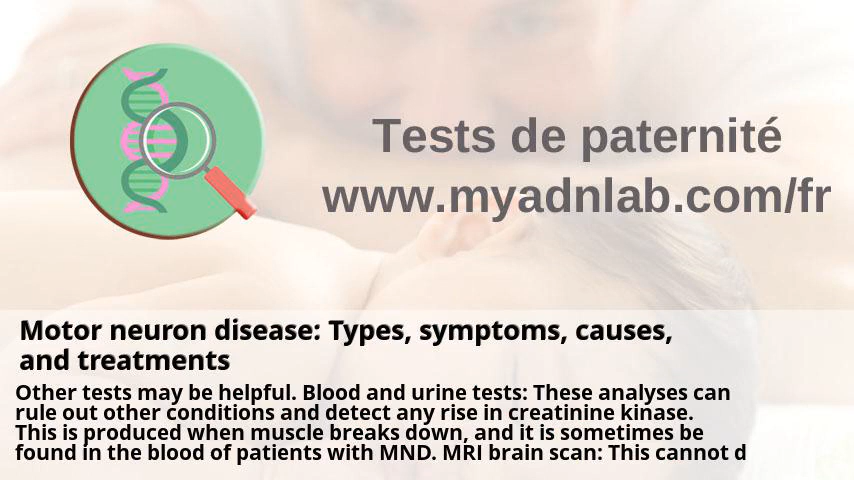 Tests de paternité
www.myadnlab.com/fr
Motor neuron disease: Types, symptoms, causes,
and treatments
Other tests may be helpful. Blood and urine tests: These analyses can
rule out other conditions and detect any rise in creatinine kinase.
This is produced when muscle breaks down, and it is sometimes be
found in the blood of patients with MND. MRI brain scan: This cannot d